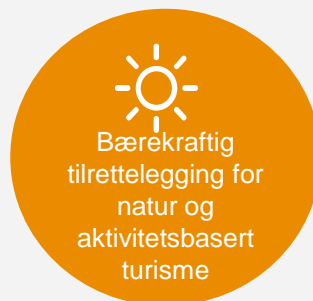 Bærekraftig
tilrettelegging for
natur og
aktivitetsbasert
turisme